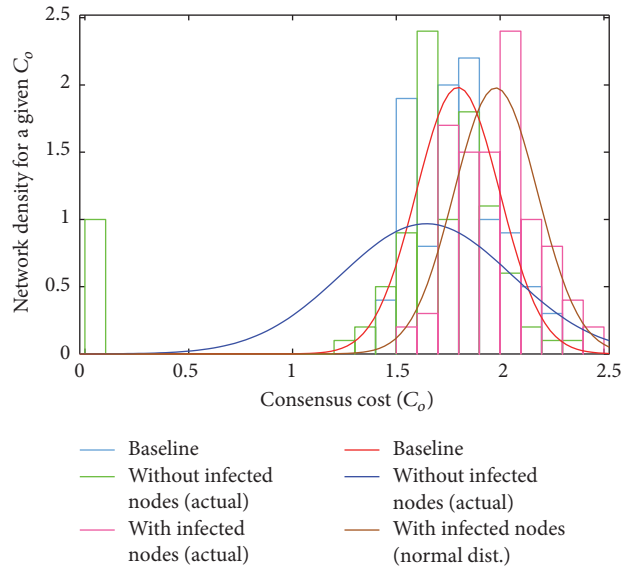 Network density for a given Co
2.5
2
1.5
1
0.5
0
0
0.5
1
1.5
2
2.5
Consensus cost (Co)
Baseline
Without infected
nodes (actual)
With infected
nodes (actual)
Baseline
Without infected
nodes (actual)
With infected nodes
(normal dist.)